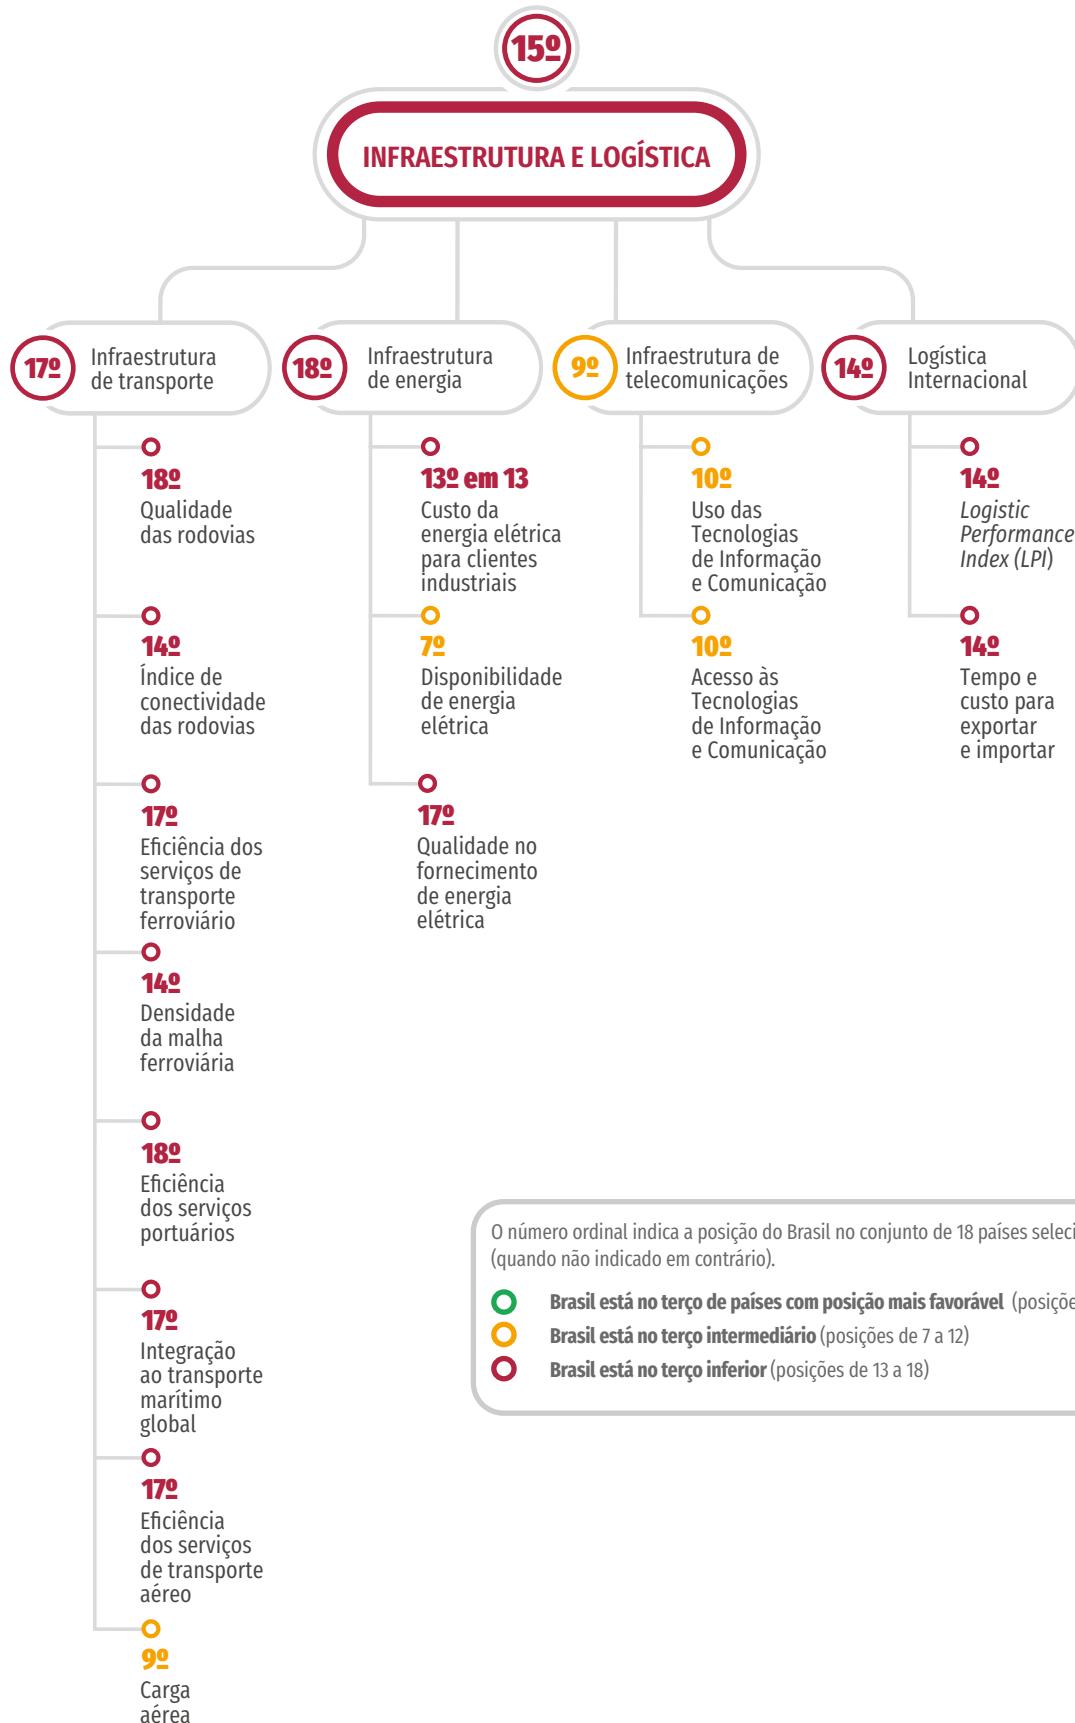 15º
INFRAESTRUTURA E LOGÍSTICA
17º
Infraestrutura
de transporte
18º
Qualidade
das rodovias
14º
Índice de
conectividade
das rodovias
17º
Eficiência dos
serviços de
transporte
ferroviário
14º
Densidade
da malha
ferroviária
18º
Eficiência
dos serviços
portuários
17º
Integração
ao transporte
marítimo
global
17º
Eficiência
dos serviços
de transporte
aéreo
9º
Carga
aérea
18º
Infraestrutura
de energia
13º em 13
Custo da
energia elétrica
para clientes
industriais
7º
Disponibilidade
de energia
elétrica
17º
Qualidade no
fornecimento
de energia
elétrica
9º
Infraestrutura de
telecomunicações
10º
Uso das
Tecnologias
de Informação
e Comunicação
10º
Acesso às
Tecnologias
de Informação
e Comunicação
14º
Logística
Internacional
14º
Logistic
Performance
Index (LPI)
14º
Tempo e
custo para
exportar
e importar
O número ordinal indica a posição do Brasil no conjunto de 18 países
(quando não indicado em contrário).
Brasil está no terço de países com posição mais favorável
Brasil está no terço intermediário (posições de 7 a 12)
Brasil está no terço inferior (posições de 13 a 18)